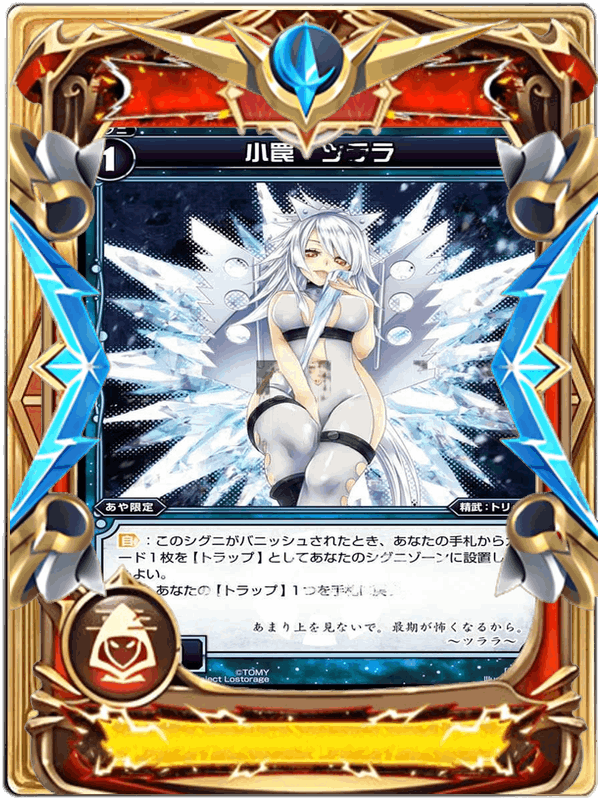 1
小罠 ツララ
あや限定
精武：トリ
自：このシグニがバニッシュされたとき、あなたの手札からカ
ード1枚を【トラップ】としてあなたのシグニゾーンに設置し
よい。
あなたの【トラップ】1つを手札に
あまり上を見ないで。最期が怖くなるから。
〜ツララ〜
©TOMY
ject Lostorage
Illus